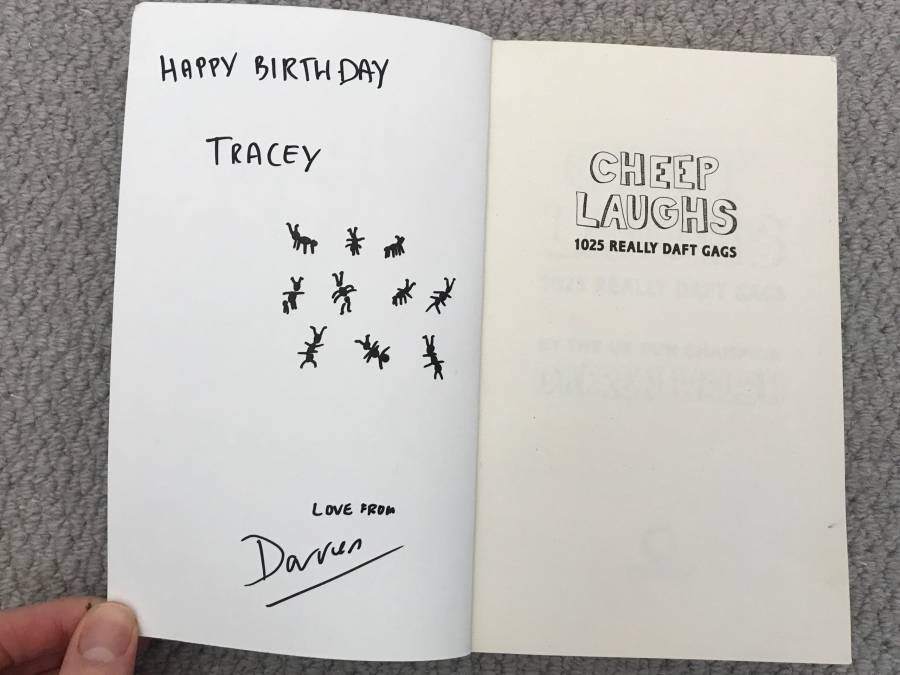 HAPPY BIRTHDAY
TRACEY
LOVE FROM
Darren
CHEEP
LAUGHS
1025 REALLY DAFT GAGS